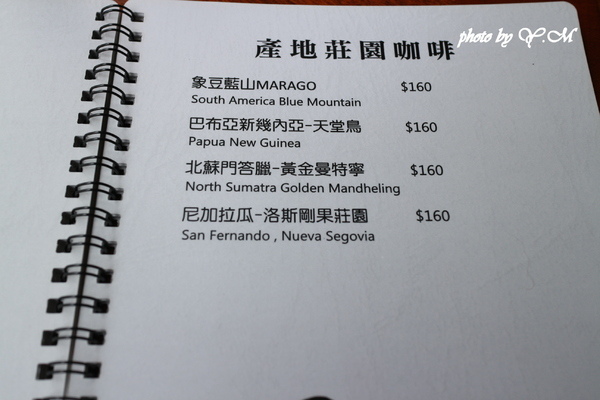 photo by Y.M
產地莊園咖啡
象豆藍山MARAGO $160
South America Blue Mountain
巴布亞新幾內亞-天堂鳥 $160
Papua New Guinea
北蘇門答臘-黃金曼特寧 $160
North Sumatra Golden Mandheling
尼加拉瓜-洛斯剛果莊園 $160
San Fernando , Nueva Segovia